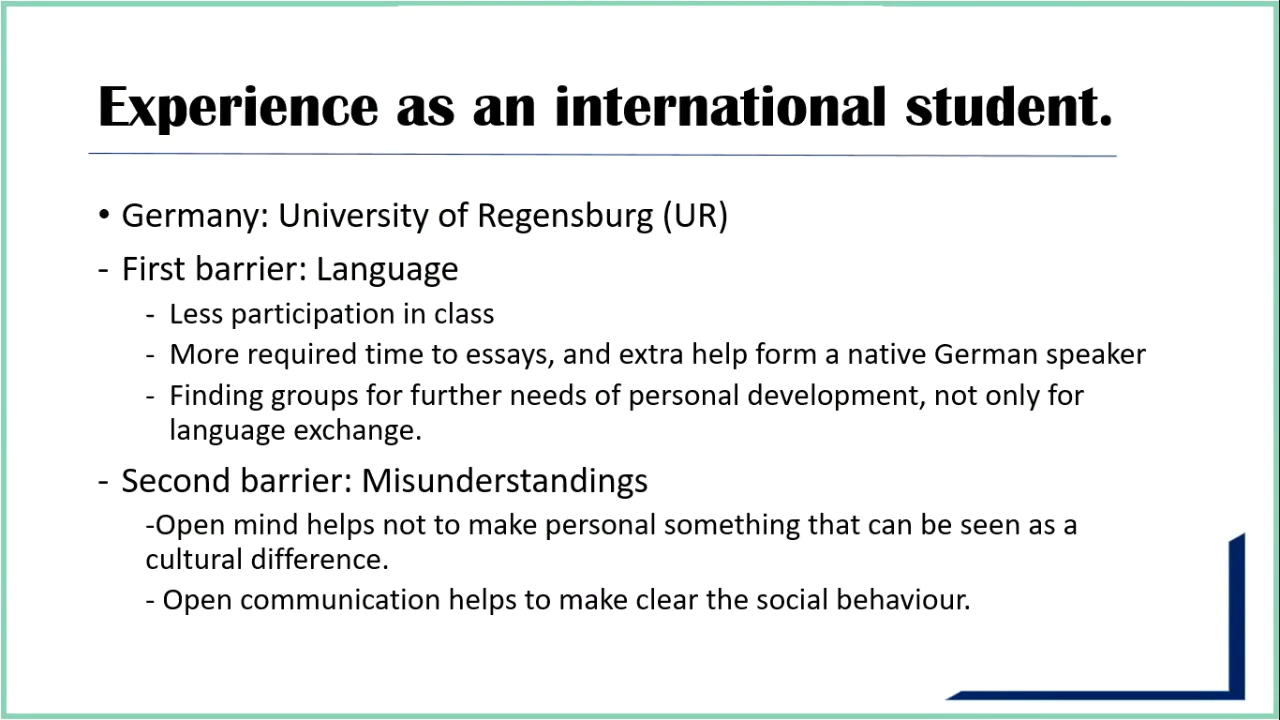 Experience as an international student.
• Germany: University of Regensburg (UR)
- First barrier: Language
- Less participation in class
- More required time to essays, and extra help form a native German speaker
- Finding groups for further needs of personal development, not only for
language exchange.
- Second barrier: Misunderstandings
-Open mind helps not to make personal something that can be seen as a
cultural difference.
- Open communication helps to make clear the social behaviour.